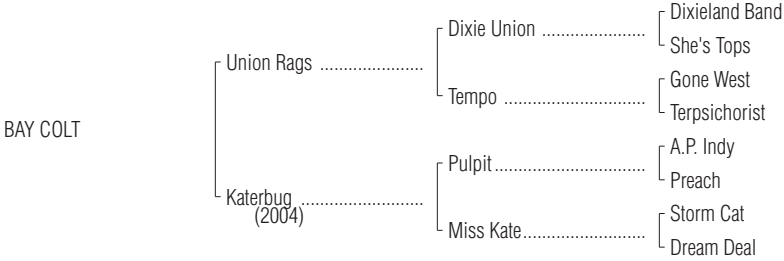 Dixieland Band
Dixie Union ......................
She's Tops
Union Rags ......................
Gone West
Tempo ..............................
Terpsichorist
BAY COLT
A.P. Indy
Pulpit................................
Preach
Katerbug ..........................
(2004)
Storm Cat
Miss Kate..........................
Dream Deal